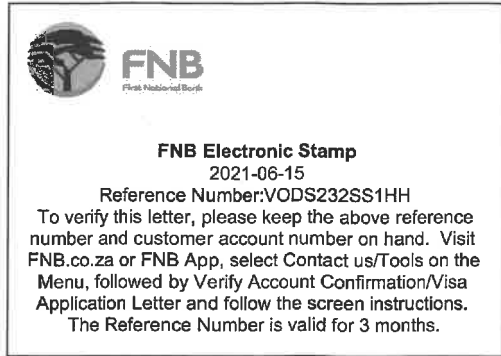 FNB
First National Bank
FNB Electronic Stamp
2021-06-15
Reference Number:VODS232SS1HH
To verify this letter, please keep the above reference
number and customer account number on hand. Visit
FNB.co.za or FNB App, select Contact us/Tools on the
Menu, followed by Verify Account Confirmation/Visa
Application Letter and follow the screen instructions.
The Reference Number is valid for 3 months.